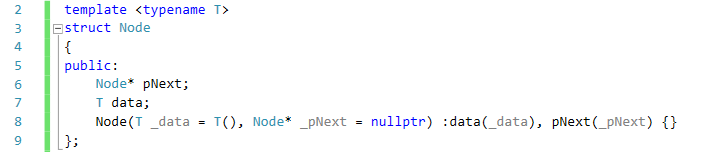 2 template <typename T>
3 struct Node
4 {
5 public:
6 Node* pNext;
7 T data;
8 Node(T _data = T(), Node* _pNext = nullptr) :data(_data), pNext(_pNext) {}
9 };